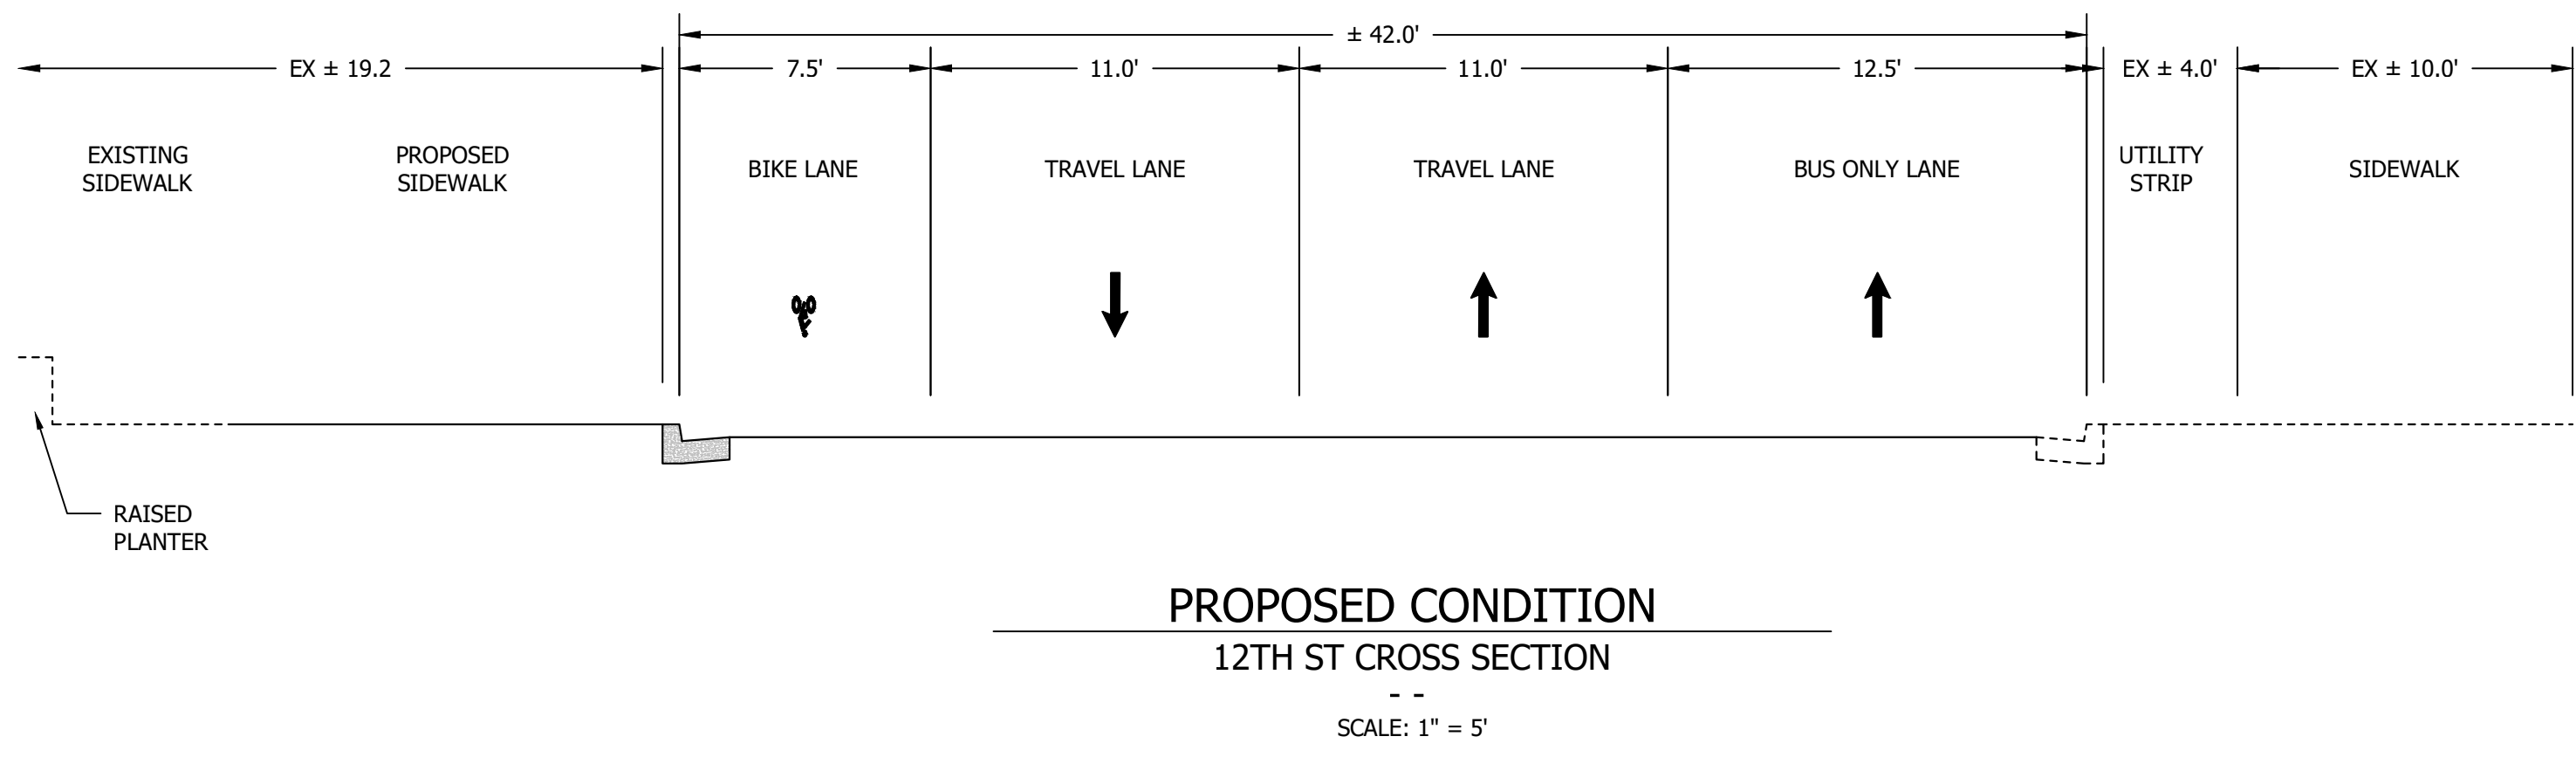 ± 42.0'
EX ± 19.2
7.5'
11.0'
11.0'
12.5'
EX ± 4.0'
EX ± 10.0'
EXISTING
SIDEWALK
PROPOSED
SIDEWALK
BIKE LANE
TRAVEL LANE
TRAVEL LANE
BUS ONLY LANE
UTILITY
STRIP
SIDEWALK
RAISED
PLANTER
PROPOSED CONDITION
12TH ST CROSS SECTION
- -
SCALE: 1" = 5'